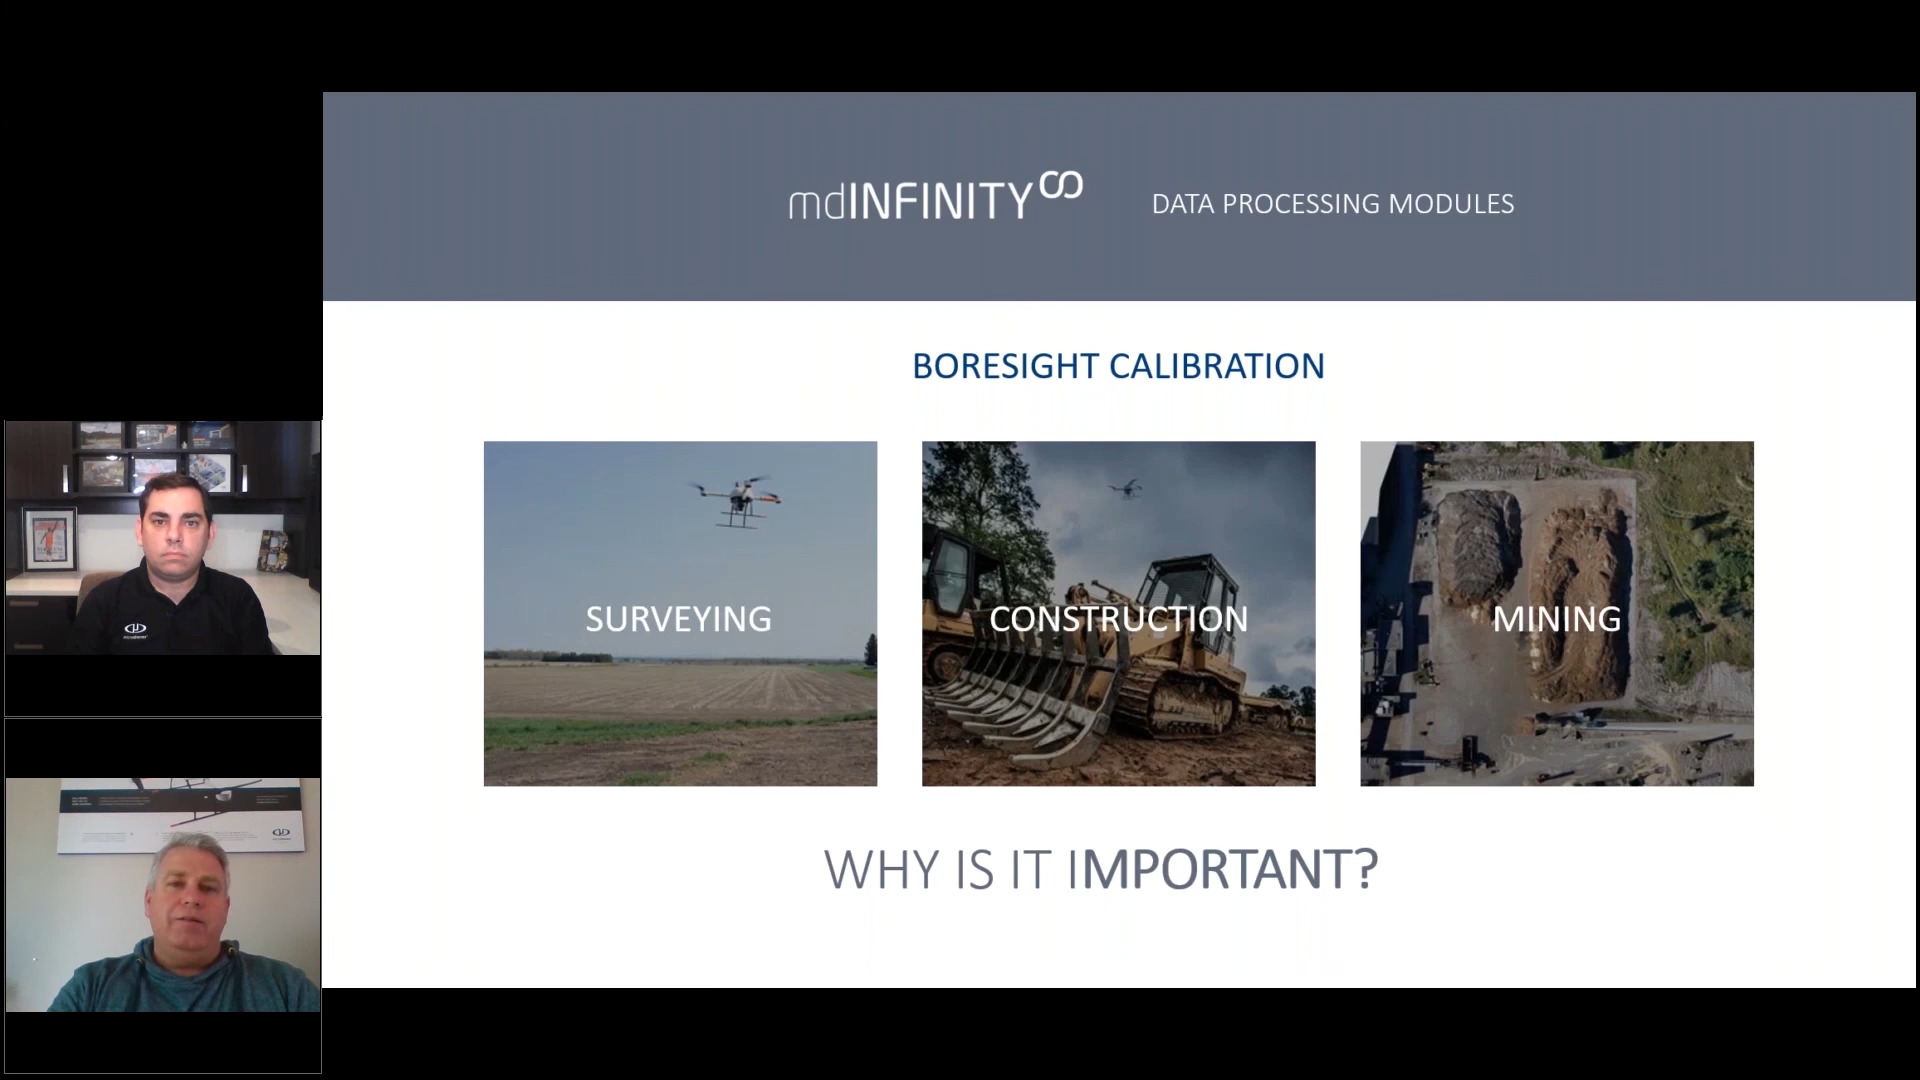 mdINFINITY
DATA PROCESSING MODULES
BORESIGHT CALIBRATION
SURVEYING
CONSTRUCTION
MINING
WHY IS IT IMPORTANT?